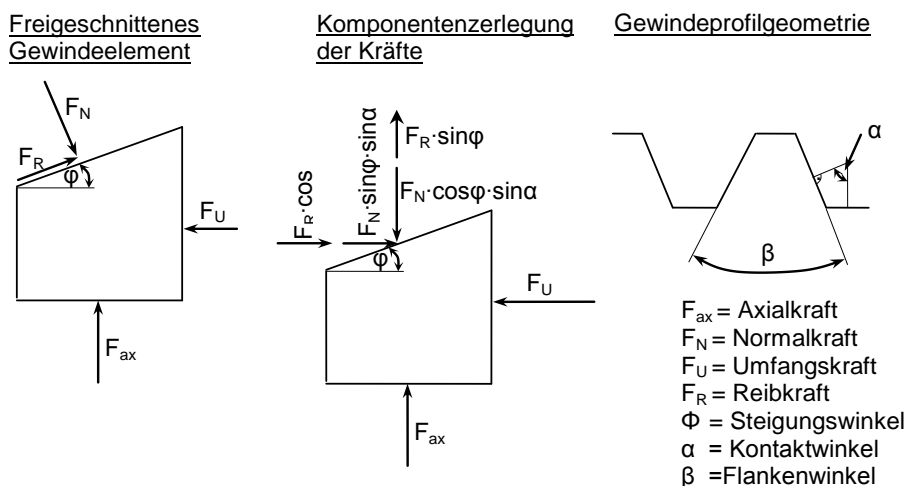 Freigeschnittenes
Gewindeelement
F_N
F_R
φ
F_U
F_ax
Komponentenzerlegung
der Kräfte
F_R·sinφ
F_N·cosφ·sinα
F_R·cos
F_N·sinφ·sinα
φ
F_U
F_ax
Gewindeprofilgeometrie
α
β
F_ax = Axialkraft
F_N = Normalkraft
F_U = Umfangskraft
F_R = Reibkraft
Φ = Steigungswinkel
α = Kontaktwinkel
β =Flankenwinkel